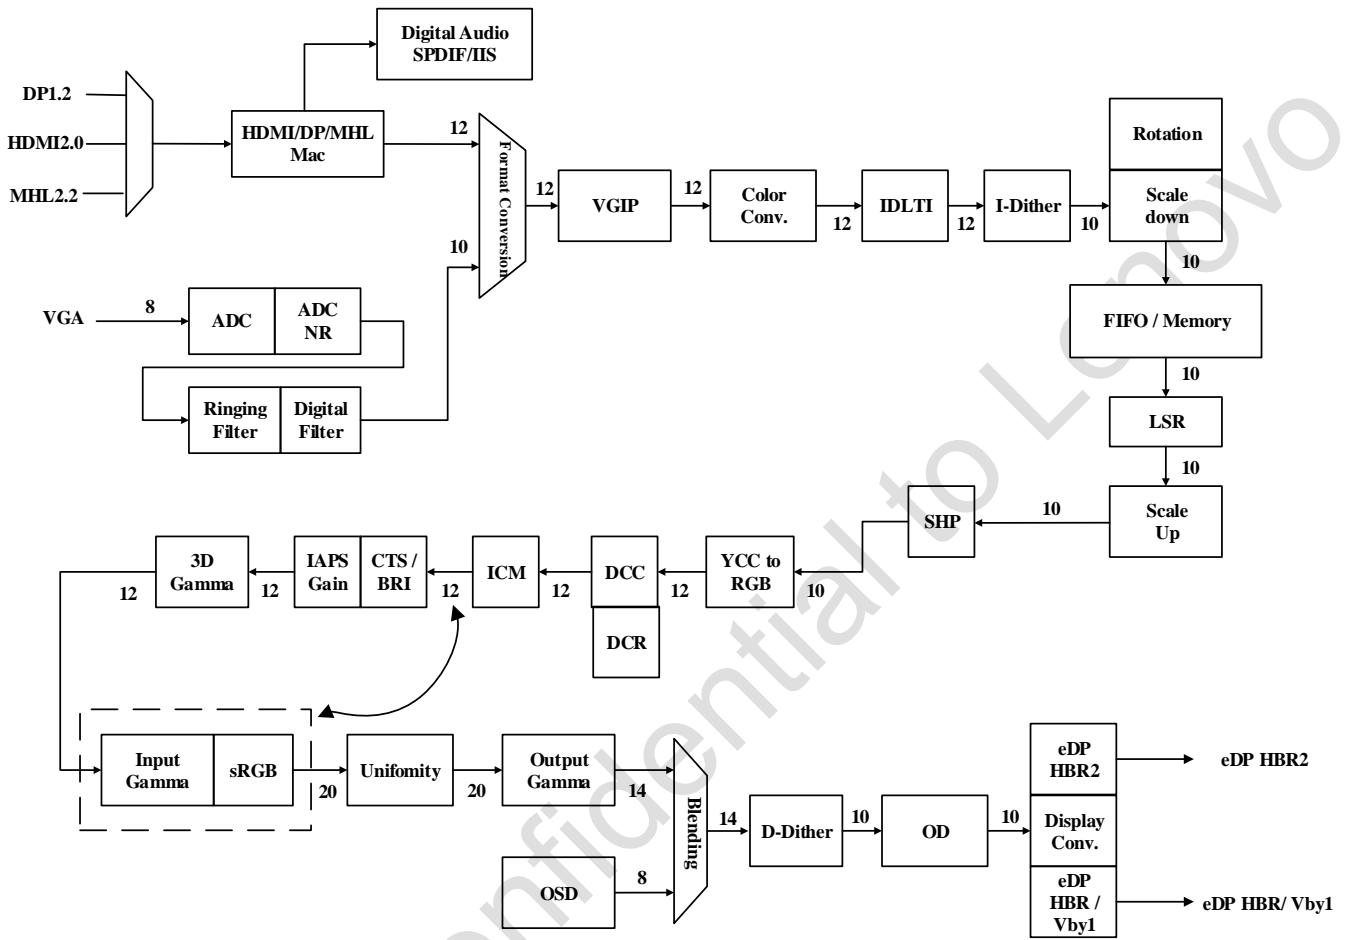 Digital Audio
SPDIF/IIS
DP1.2
HDMI2.0
MHL2.2
HDMI/DP/MHL
Mac
12
Format Conversion
10
VGA
8
ADC
ADC
NR
Ringing
Filter
Digital
Filter
12
VGIP
12
Color
Conv.
12
IDLTI
12
I-Dither
10
Rotation
Scale
down
10
FIFO / Memory
10
LSR
10
Scale
Up
10
SHP
10
YCC to
RGB
12
DCC
DCR
12
ICM
12
CTS /
BRI
IAPS
Gain
12
3D
Gamma
12
Input
Gamma
sRGB
20
Unifomity
20
Output
Gamma
14
OSD
8
Blending
14
D-Dither
10
OD
10
eDP
HBR2
Display
Conv.
eDP
HBR /
Vby1
eDP HBR2
eDP HBR/ Vby1
onfidential to Lenovo